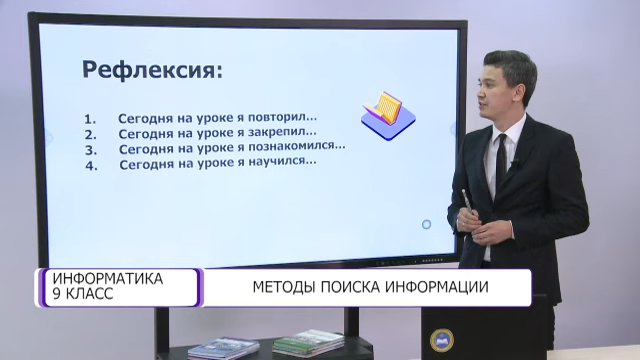 Рефлексия:
1. Сегодня на уроке я повторил...
2. Сегодня на уроке я закрепил...
3. Сегодня на уроке я познакомился...
4. Сегодня на уроке я научился...
ИНФОРМАТИКА
9 КЛАСС
МЕТОДЫ ПОИСКА ИНФОРМАЦИИ